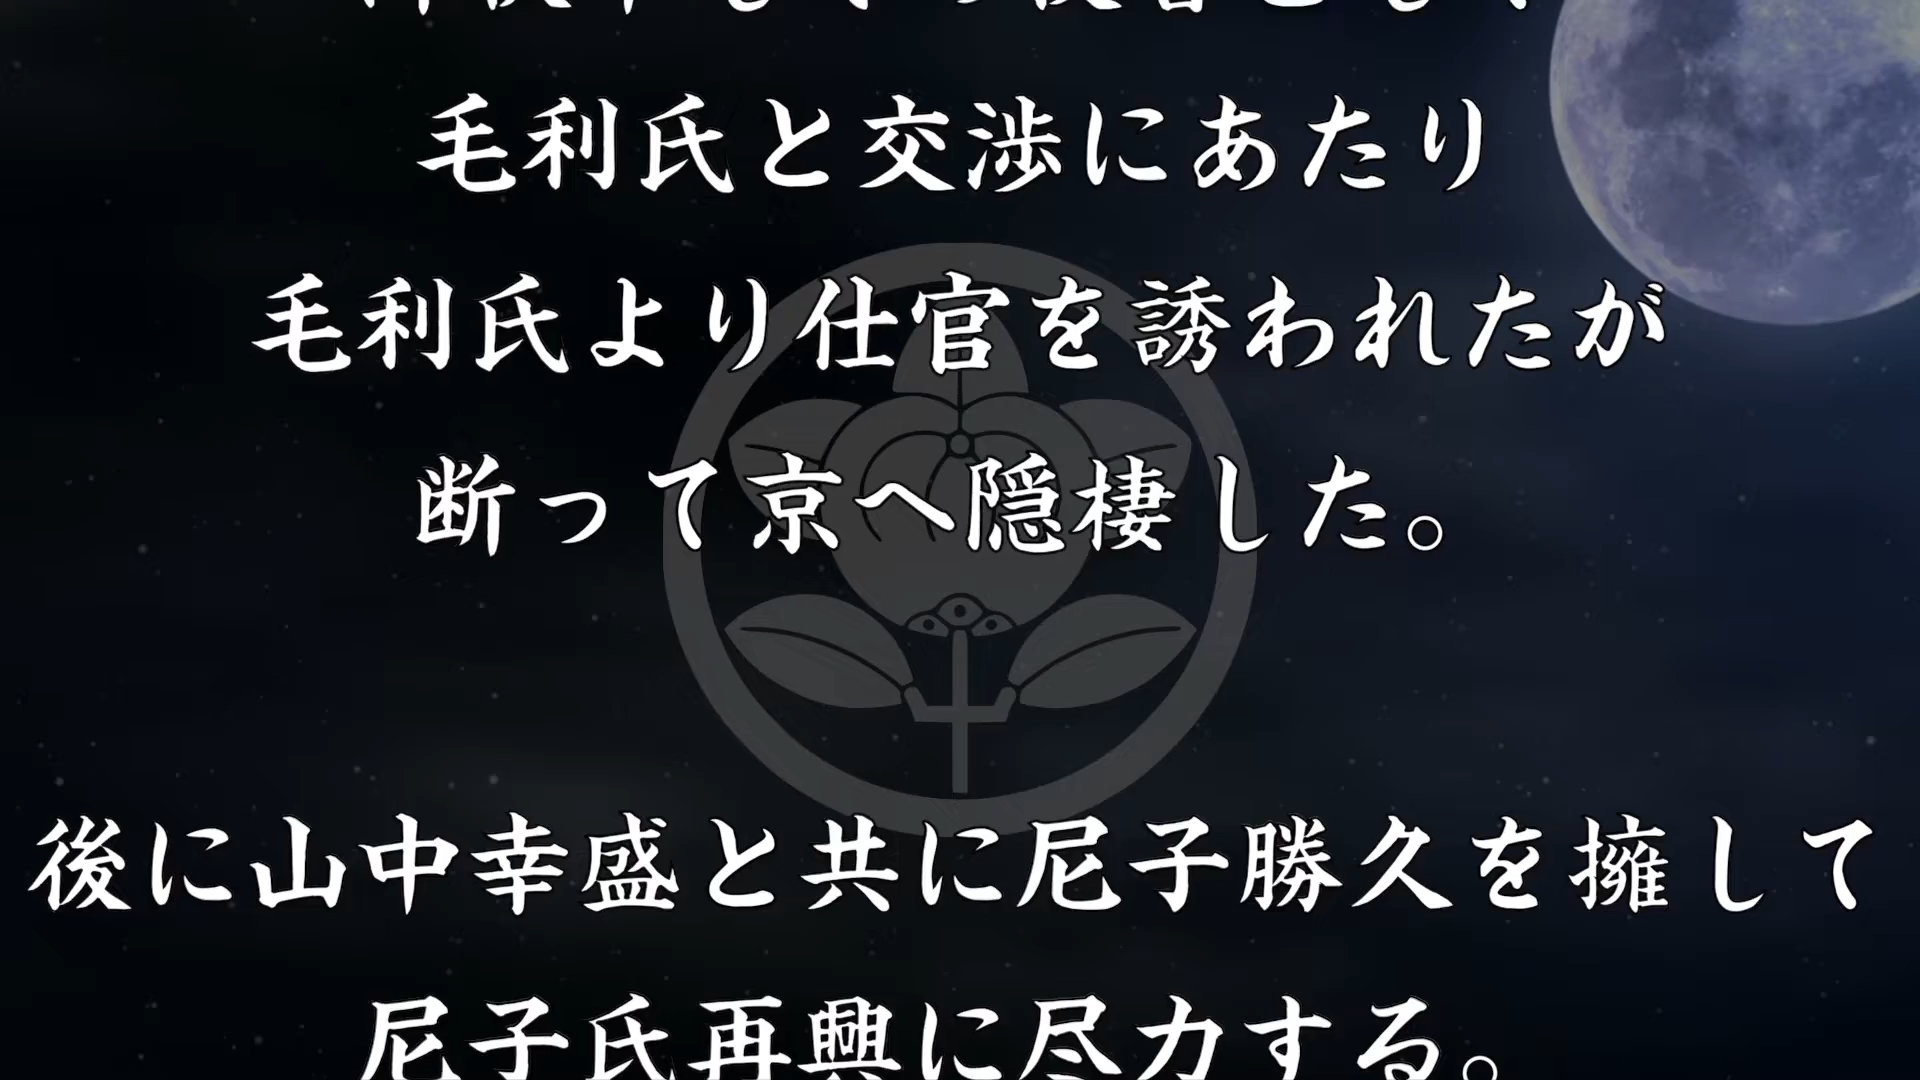 毛利氏と交渉にあたり
毛利氏より仕官を誘われたが
断って京へ隠棲した。
後に山中幸盛と共に尼子勝久を擁して
尼子氏再興に尽力する。